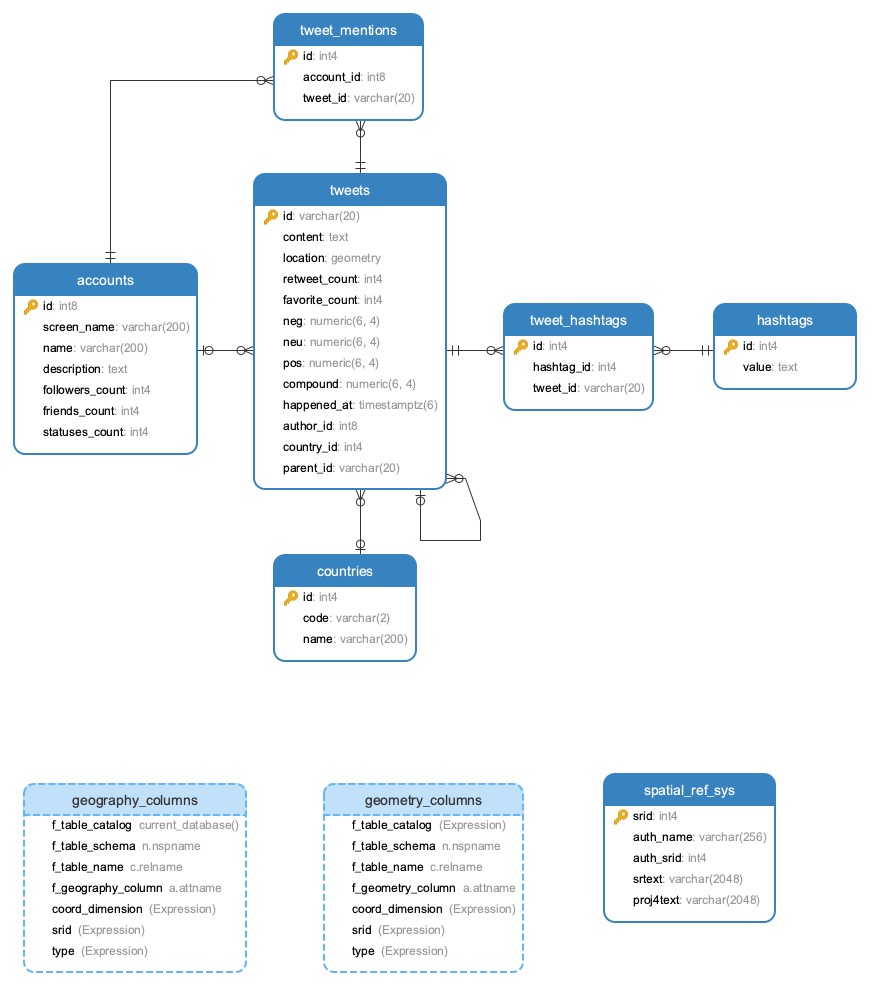 tweet_mentions
id: int4
account_id: int8
tweet_id: varchar(20)
tweets
id: varchar(20)
content: text
location: geometry
retweet_count: int4
favorite_count: int4
neg: numeric(6, 4)
neu: numeric(6, 4)
pos: numeric(6, 4)
compound: numeric(6, 4)
happened_at: timestamptz(6)
author_id: int8
country_id: int4
parent_id: varchar(20)
accounts
id: int8
screen_name: varchar(200)
name: varchar(200)
description: text
followers_count: int4
friends_count: int4
statuses_count: int4
tweet_hashtags
id: int4
hashtag_id: int4
tweet_id: varchar(20)
hashtags
id: int4
value: text
countries
id: int4
code: varchar(2)
name: varchar(200)
geography_columns
f_table_catalog current_database()
f_table_schema n.nspname
f_table_name c.relname
f_geography_column a.attname
coord_dimension (Expression)
srid (Expression)
type (Expression)
geometry_columns
f_table_catalog (Expression)
f_table_schema n.nspname
f_table_name c.relname
f_geometry_column a.attname
coord_dimension (Expression)
srid (Expression)
type (Expression)
spatial_ref_sys
srid: int4
auth_name: varchar(256)
auth_srid: int4
srtext: varchar(2048)
proj4text: varchar(2048)